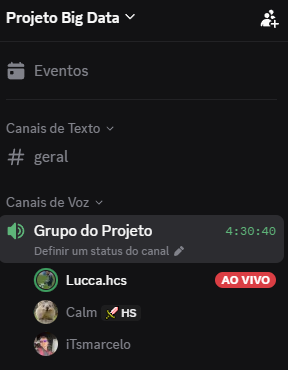 Projeto Big Data
Eventos
Canais de Texto
# geral
Canais de Voz
Grupo do Projeto 4:30:40
Definir um status do canal
Lucca.hcs AO VIVO
Calm HS
iTsmarcelo